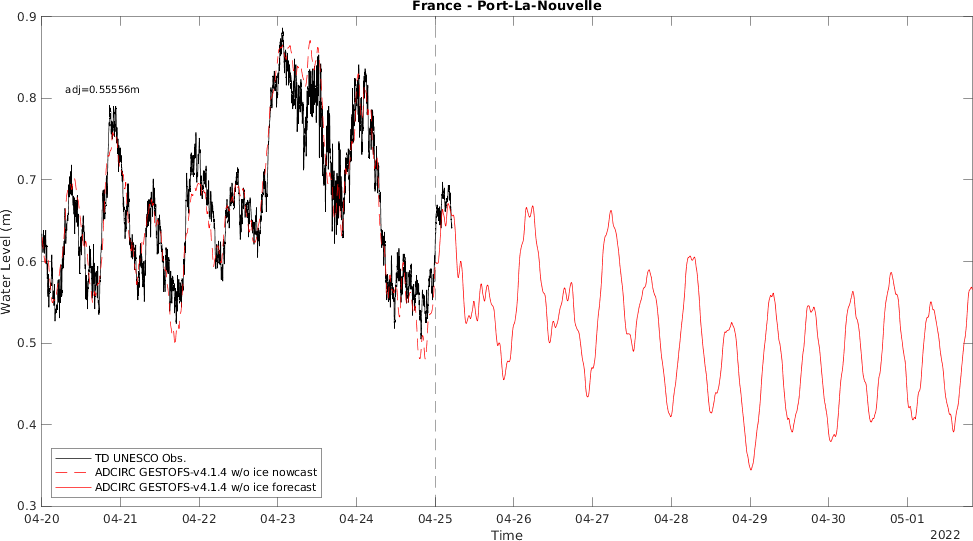 France - Port-La-Nouvelle
0.9
0.8
0.7
0.6
0.5
0.4
0.3
Water Level (m)
adj=0.55556m
TD UNESCO Obs.
ADCIRC GESTOFS-v4.1.4 w/o ice nowcast
ADCIRC GESTOFS-v4.1.4 w/o ice forecast
04-20 04-21 04-22 04-23 04-24 04-25 04-26 04-27 04-28 04-29 04-30 05-01
Time
2022